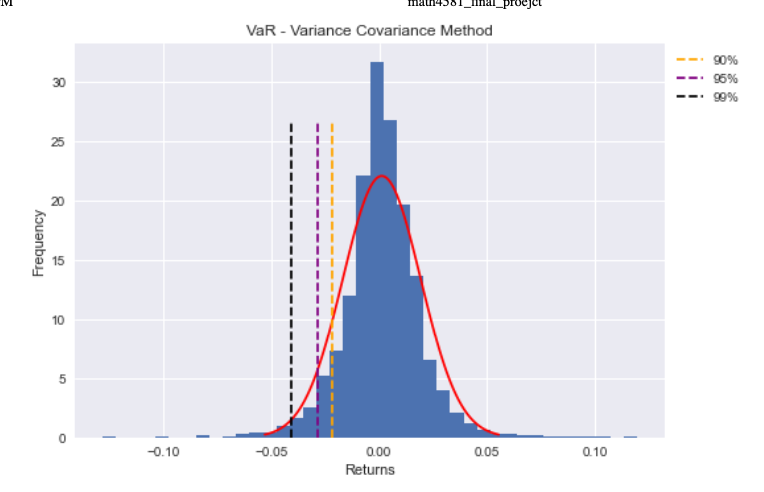 M math4581_final_proejct
VaR - Variance Covariance Method
90%
95%
99%
30
25
20
15
10
5
0
Frequency
−0.10 −0.05 0.00 0.05 0.10
Returns